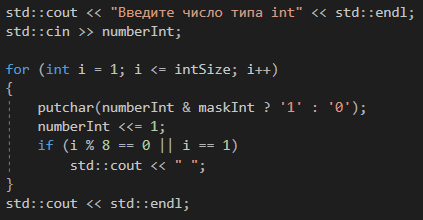 std::cout << "Введите число типа int" << std::endl;
std::cin >> numberInt;
for (int i = 1; i <= intSize; i++)
{
putchar(numberInt & maskInt ? '1' : '0');
numberInt <<= 1;
if (i % 8 == 0 || i == 1)
std::cout << " ";
}
std::cout << std::endl;